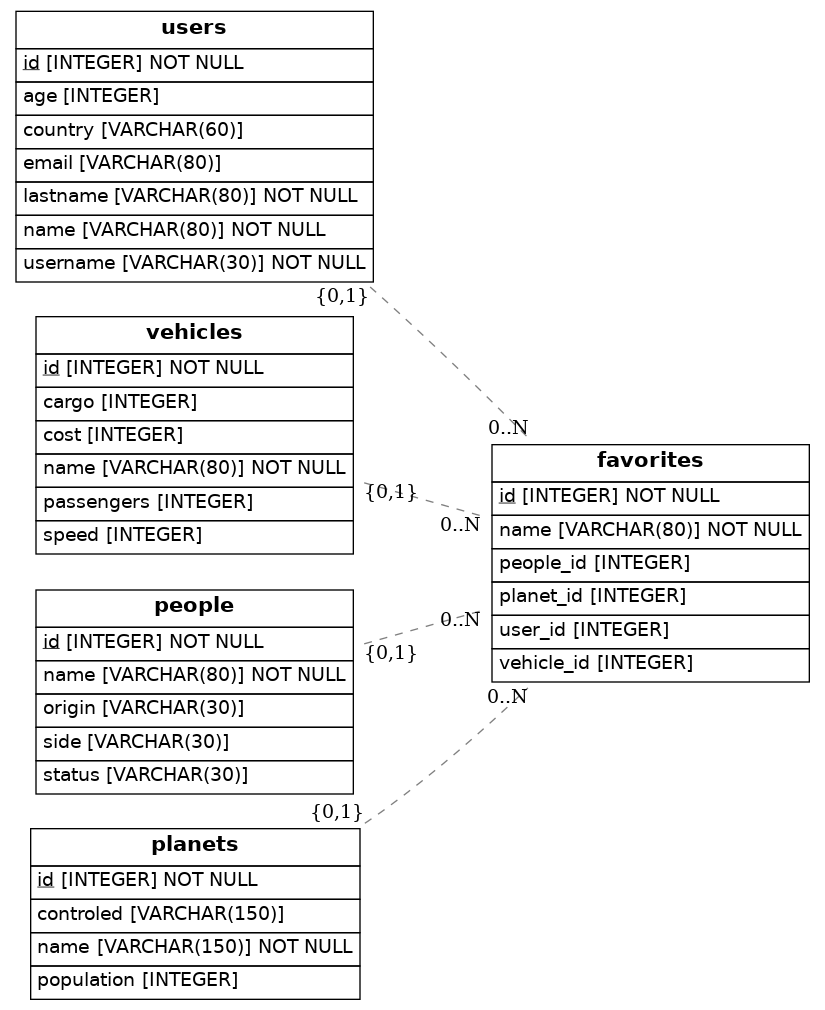 users
id [INTEGER] NOT NULL
age [INTEGER]
country [VARCHAR(60)]
email [VARCHAR(80)]
lastname [VARCHAR(80)] NOT NULL
name [VARCHAR(80)] NOT NULL
username [VARCHAR(30)] NOT NULL
{0,1}
0..N
vehicles
id [INTEGER] NOT NULL
cargo [INTEGER]
cost [INTEGER]
name [VARCHAR(80)] NOT NULL
passengers [INTEGER]
speed [INTEGER]
{0,1}
0..N
favorites
id [INTEGER] NOT NULL
name [VARCHAR(80)] NOT NULL
people_id [INTEGER]
planet_id [INTEGER]
user_id [INTEGER]
vehicle_id [INTEGER]
people
id [INTEGER] NOT NULL
name [VARCHAR(80)] NOT NULL
origin [VARCHAR(30)]
side [VARCHAR(30)]
status [VARCHAR(30)]
0..N
{0,1}
0..N
{0,1}
planets
id [INTEGER] NOT NULL
controled [VARCHAR(150)]
name [VARCHAR(150)] NOT NULL
population [INTEGER]